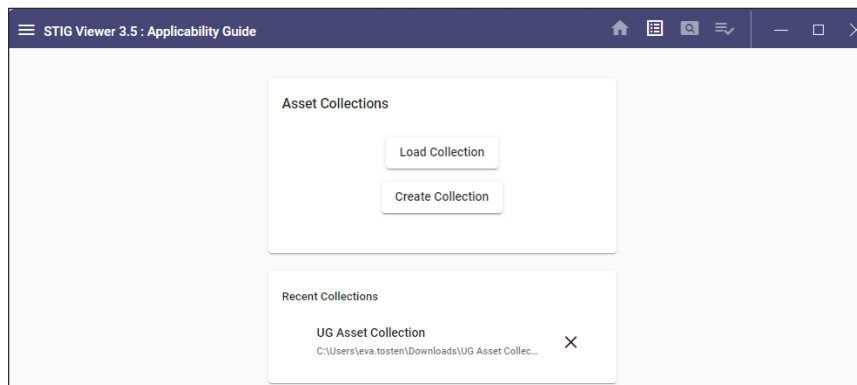 STIG Viewer 3.5 : Applicability Guide
Asset Collections
Load Collection
Create Collection
Recent Collections
UG Asset Collection
C:\Users\eva.tosten\Downloads\UG Asset Collec...